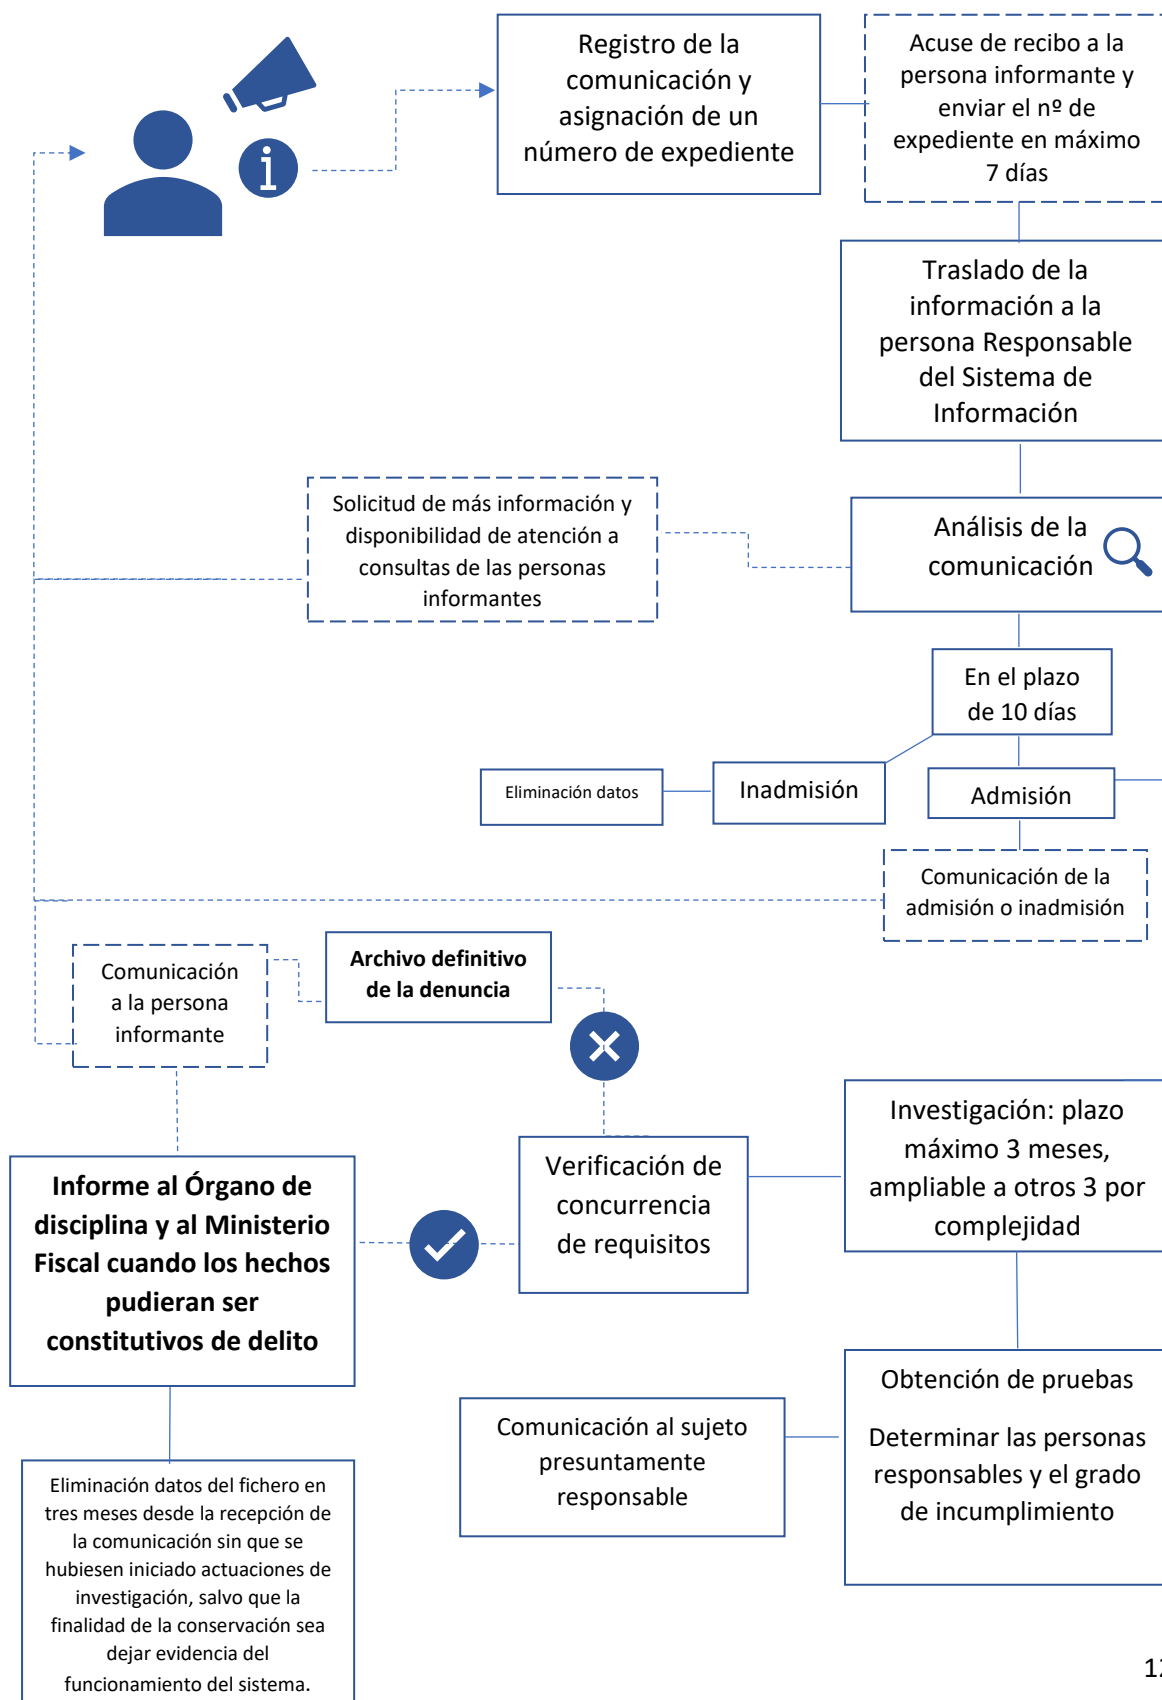 Registro de la
comunicación y
asignación de un
número de expediente
Acuse de recibo a la
persona informante y
enviar el nº de
expediente en máximo
7 días
Traslado de la
información a la
persona Responsable
del Sistema de
Información
Solicitud de más información y
disponibilidad de atención a
consultas de las personas
informantes
Análisis de la
comunicación
En el plazo
de 10 días
Eliminación datos
Inadmisión
Admisión
Comunicación de la
admisión o inadmisión
Comunicación
a la persona
informante
Archivo definitivo
de la denuncia
Investigación: plazo
máximo 3 meses,
ampliable a otros 3 por
complejidad
Verificación de
concurrencia
de requisitos
Informe al Órgano de
disciplina y al Ministerio
Fiscal cuando los hechos
pudieran ser
constitutivos de delito
Obtención de pruebas
Determinar las personas
responsables y el grado
de incumplimiento
Comunicación al sujeto
presuntamente
responsable
Eliminación datos del fichero en
tres meses desde la recepción de
la comunicación sin que se
hubiesen iniciado actuaciones de
investigación, salvo que la
finalidad de la conservación sea
dejar evidencia del
funcionamiento del sistema.
12